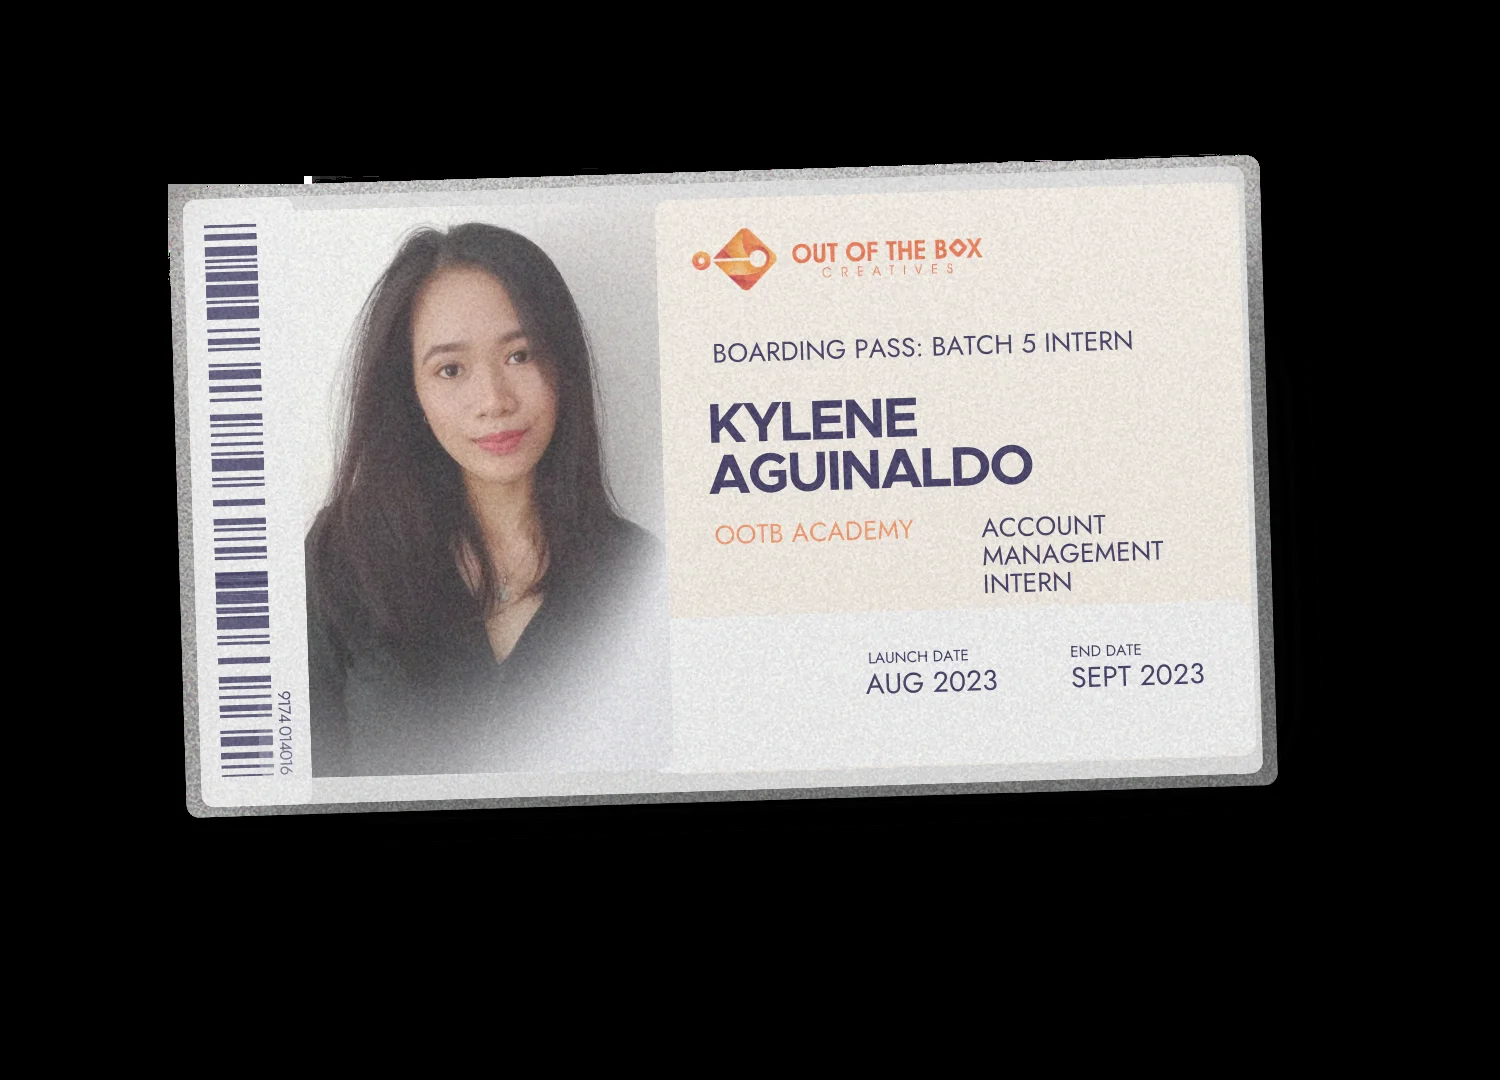 OUT OF THE BOX
CREATIVES
BOARDING PASS: BATCH 5 INTERN
KYLENE
AGUINALDO
OOTB ACADEMY
ACCOUNT
MANAGEMENT
INTERN
LAUNCH DATE
AUG 2023
END DATE
SEPT 2023
9174 014016